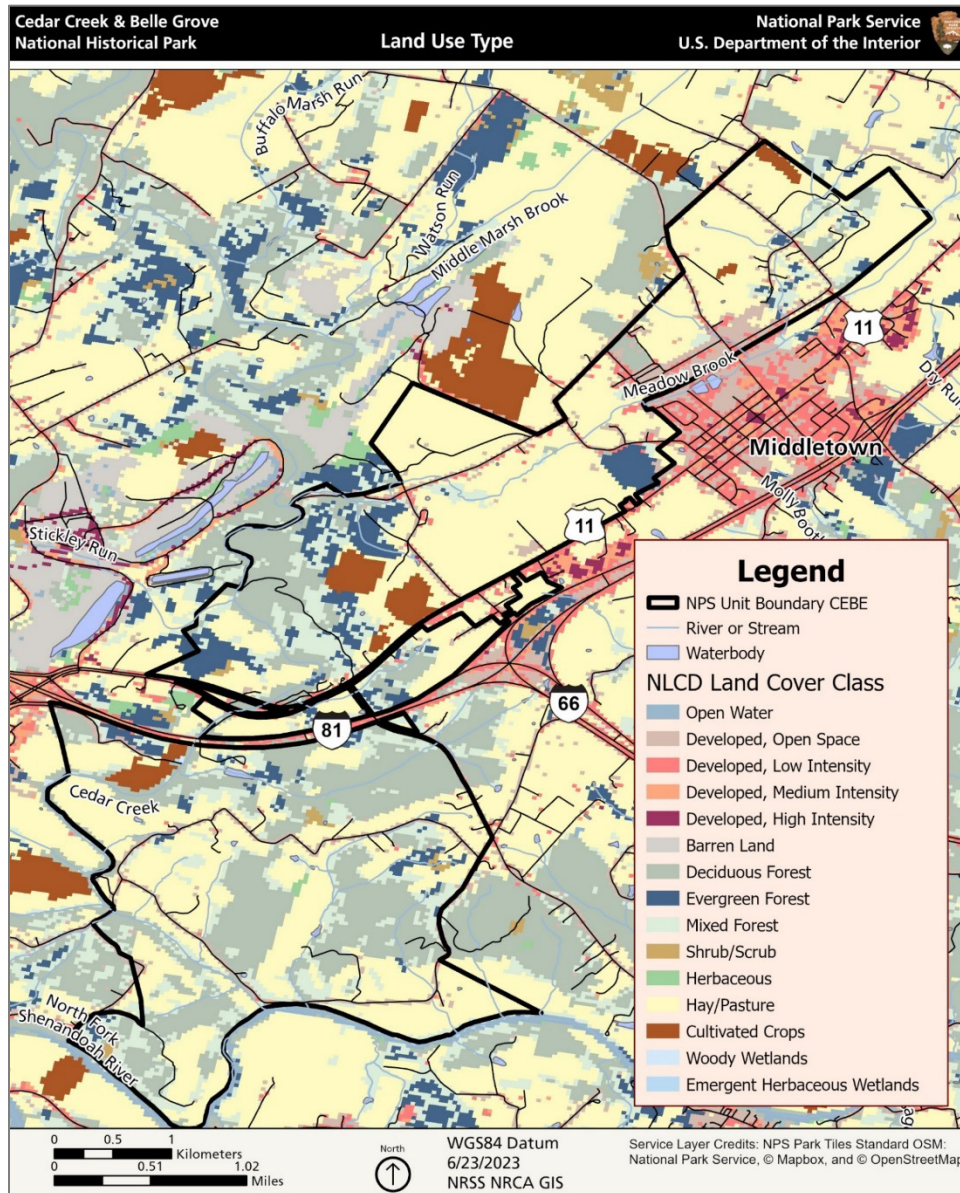 Cedar Creek & Belle Grove
National Historical Park
Land Use Type
National Park Service
U.S. Department of the Interior
Buffalo Marsh Run
Watson Run
Middle Marsh Brook
11
Meadow Brook
Dry Run
Middletown
11
Stickley Run
81
66
Cedar Creek
North Fork
Shenandoah River
Legend
NPS Unit Boundary CEBE
River or Stream
Waterbody
NLCD Land Cover Class
Open Water
Developed, Open Space
Developed, Low Intensity
Developed, Medium Intensity
Developed, High Intensity
Barren Land
Deciduous Forest
Evergreen Forest
Mixed Forest
Shrub/Scrub
Herbaceous
Hay/Pasture
Cultivated Crops
Woody Wetlands
Emergent Herbaceous Wetlands
0 0.5 1
Kilometers
0 0.51 1.02
Miles
North
WGS84 Datum
6/23/2023
NRSS NRCA GIS
Service Layer Credits: NPS Park Tiles Standard OSM:
National Park Service, © Mapbox, and © OpenStreetMap